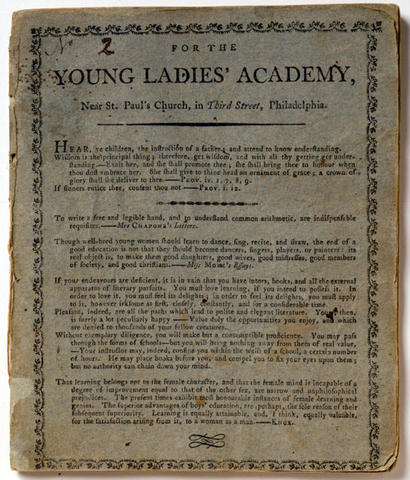 No 2
FOR THE
YOUNG LADIES' ACADEMY,
Near St. Paul's Church, in Third Street, Philadelphia.
HEAR, ye children, the instruction of a father; and attend to know understanding.
Wisdom is the principal thing; therefore, get wisdom, and with all thy getting get under-
standing.—Exalt her, and she shall promote thee; she shall bring thee to honour when
thou dost embrace her. She shall give to thine head an ornament of grace; a crown of
glory shall she deliver to thee.—PROV. iv. 1, 7, 8, 9.
If sinners entice thee, consent thou not—PROV. 1. 12.
To write a free and legible hand, and to understand common arithmetic, are indispensible
requisites.—Mrs CHAPONE's Letters.
Though well-bred young women should learn to dance, sing, recite, and draw, the end of a
good education is not that they should become dancers, singers, players, or painters: its
real object is, to make them good daughters, good wives, good mistresses, good members
of society, and good christians.—Miss MORE's Essays.
If your endeavours are deficient, it is in vain that you have tutors, books, and all the external
apparatus of literary pursuits. You must love learning, if you intend to possess it. In
order to love it, you must feel its delights; in order to feel its delights, you must apply
to it, however irksome at first, closely, constantly, and for a considerable time.
Pleasant, indeed, are all the paths which lead to polite and elegant literature. Yours, then,
is surely a lot peculiarly happy.—Value duly the opportunities you enjoy, and which
are denied to thousands of your fellow creatures.
Without exemplary diligence, you will make but a contemptible proficiency. You may pass
through the forms of schools—but you will bring nothing away from them of real value.
—Your instructor may, indeed, confine you within the walls of a school, a certain number
of hours. He may place books before you, and compel you to fix your eyes upon them;
but no authority can chain down your mind.
That learning belongs not to the female character, and that the female mind is incapable of a
degree of improvement equal to that of the other sex, are narrow and unphilosophical
prejudices. The present times exhibit most honourable instances of female learning and
genius. The superior advantages of boys' education, are, perhaps, the sole reason of their
subsequent superiority. Learning is equally attainable, and, I think, equally valuable,
for the satisfaction arising from it, to a woman as a man.—KNOX.